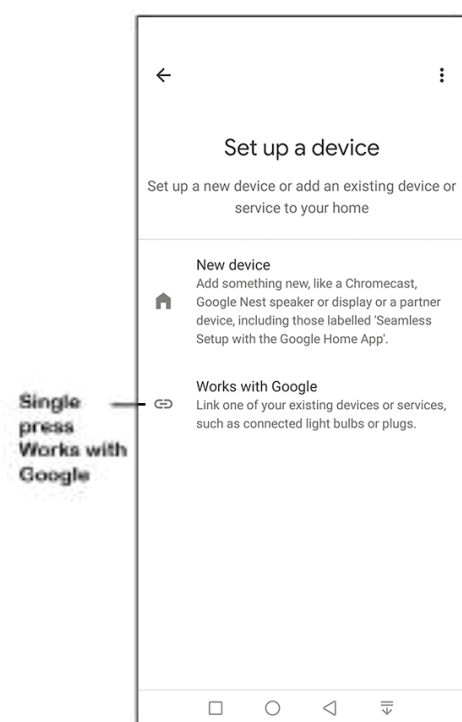 Set up a device
Set up a new device or add an existing device or
service to your home
New device
Add something new, like a Chromecast,
Google Nest speaker or display or a partner
device, including those labelled 'Seamless
Setup with the Google Home App'.
Works with Google
Link one of your existing devices or services,
such as connected light bulbs or plugs.
Single
press
Works with
Google